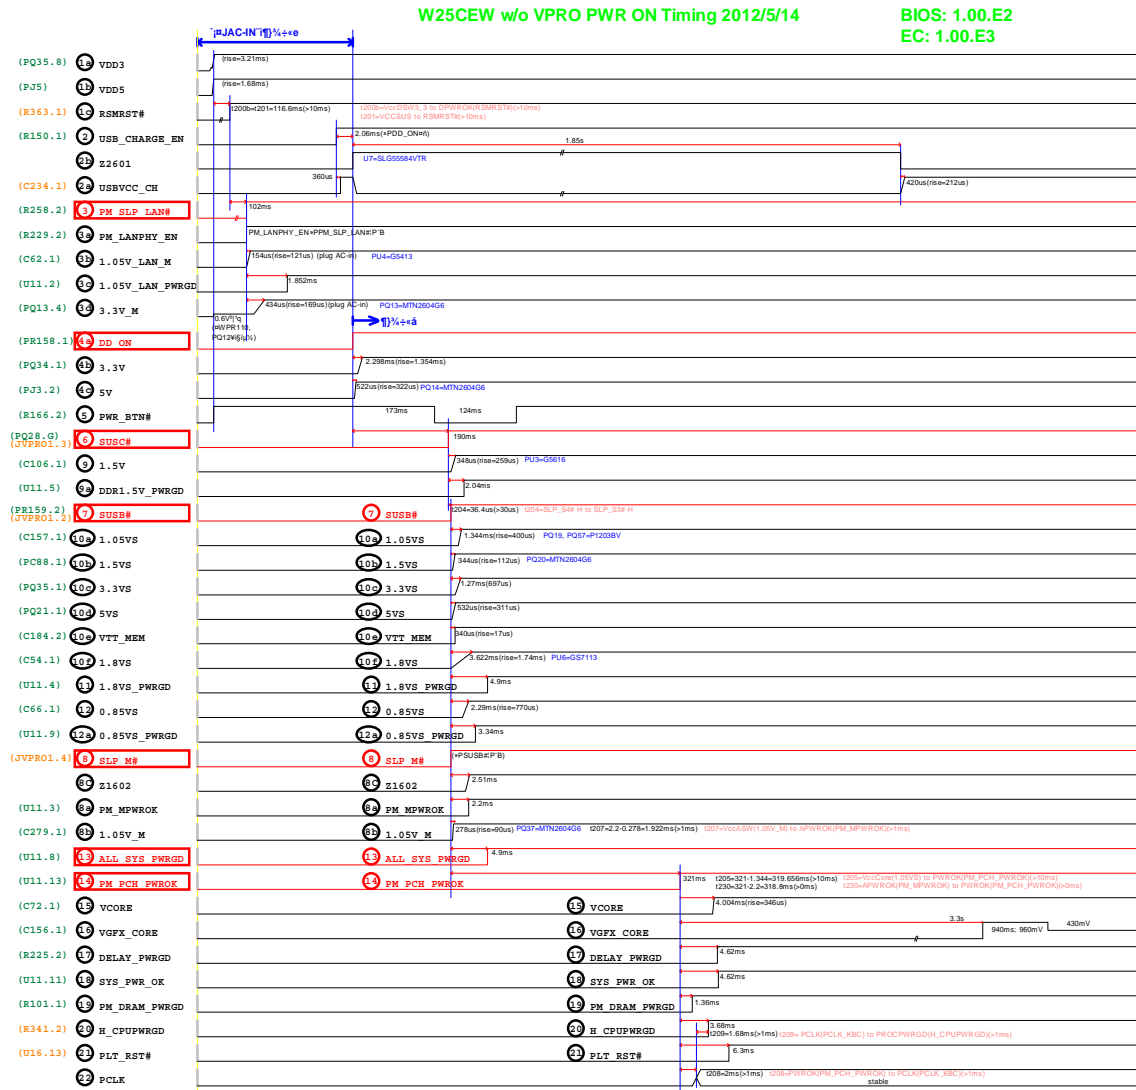 W25CEW w/o VPRO PWR ON Timing 2012/5/14
BIOS: 1.00.E2
EC: 1.00.E3
(PQ35.8) 1a VDD3 (rise=3.21ms)
(PJ5) 1b VDD5 (rise=1.68ms)
(R363.1) 1c RSMRST# t200b=t201=116.6ms(>10ms) t200b=VccDSW3_3 to DPWROK(RSMRST#)(>10ms)
t201=VCCSUS to RSMRST#(>10ms)
(R150.1) 2 USB_CHARGE_EN 2.06ms 1.85s
2b Z2601 U7=SLG55584VTR
(C234.1) 2a USBVCC_CH 360us 420us(rise=212us)
(R258.2) 3 PM_SLP_LAN# 102ms
(R229.2) 3a PM_LANPHY_EN
(C62.1) 3b 1.05V_LAN_M 154us(rise=121us) (plug AC-in) PU4=G5413
(U11.2) 3c 1.05V_LAN_PWRGD 1.852ms
(PQ13.4) 3d 3.3V_M 434us(rise=169us)(plug AC-in) PQ13=MTN2604G6
(PR158.1) 4a DD_ON
(PQ34.1) 4b 3.3V 2.298ms(rise=1.354ms)
(PJ3.2) 4c 5V 522us(rise=322us) PQ14=MTN2604G6
(R166.2) 5 PWR_BTN# 173ms 124ms
(PQ28.G)
(JVPRO1.3) 6 SUSC# 190ms
(C106.1) 9 1.5V 348us(rise=259us) PU3=G5616
(U11.5) 9a DDR1.5V_PWRGD 2.04ms
(PR159.2)
(JVPRO1.2) 7 SUSB# 7 SUSB# t204=36.4us(>30us) t204=SLP_S4# H to SLP_S3# H
(C157.1) 10a 1.05VS 10a 1.05VS 1.344ms(rise=400us) PQ19, PQ57=P1203BV
(PC88.1) 10b 1.5VS 10b 1.5VS 344us(rise=112us) PQ20=MTN2604G6
(PQ35.1) 10c 3.3VS 10c 3.3VS 1.27ms(697us)
(PQ21.1) 10d 5VS 10d 5VS 532us(rise=311us)
(C184.2) 10e VTT_MEM 10e VTT_MEM 340us(rise=17us)
(C54.1) 10f 1.8VS 10f 1.8VS 3.622ms(rise=1.74ms) PU6=GS7113
(U11.4) 11 1.8VS_PWRGD 11 1.8VS_PWRGD 4.9ms
(C66.1) 12 0.85VS 12 0.85VS 2.29ms(rise=770us)
(U11.9) 12a 0.85VS_PWRGD 12a 0.85VS_PWRGD 3.34ms
(JVPRO1.4) 8 SLP_M# 8 SLP_M#
8c Z1602 8c Z1602 2.51ms
(U11.3) 8a PM_MPWROK 8a PM_MPWROK 2.2ms
(C279.1) 8b 1.05V_M 8b 1.05V_M 278us(rise=90us) PQ37=MTN2604G6 t207=2.2-0.278=1.922ms(>1ms) t207=VccASW(1.05V_M) to APWROK(PM_MPWROK)(>1ms)
(U11.8) 13 ALL_SYS_PWRGD 13 ALL_SYS_PWRGD 4.9ms
(U11.13) 14 PM_PCH_PWROK 14 PM_PCH_PWROK 321ms t205=321-1.344=319.656ms(>10ms) t205=VccCore(1.05VS) to PWROK(PM_PCH_PWROK)(>10ms)
t230=321-2.2=318.8ms(>0ms) t230=APWROK(PM_MPWROK) to PWROK(PM_PCH_PWROK)(>0ms)
(C72.1) 15 VCORE 15 VCORE 4.004ms(rise=346us)
(C156.1) 16 VGFX_CORE 16 VGFX_CORE 3.3s 940ms; 960mV 430mV
(R225.2) 17 DELAY_PWRGD 17 DELAY_PWRGD 4.62ms
(U11.11) 18 SYS_PWR_OK 18 SYS_PWR_OK 4.62ms
(R101.1) 19 PM_DRAM_PWRGD 19 PM_DRAM_PWRGD 1.36ms
(R341.2) 20 H_CPUPWRGD 20 H_CPUPWRGD 3.68ms
t209=1.68ms(>1ms) t209= PCLK(PCLK_KBC) to PROCPWRGD(H_CPUPWRGD)(>1ms)
(U16.13) 21 PLT_RST# 21 PLT_RST# 6.3ms
22 PCLK t208=2ms(>1ms) t208=PWROK(PM_PCH_PWROK) to PCLK(PCLK_KBC)(>1ms)
stable